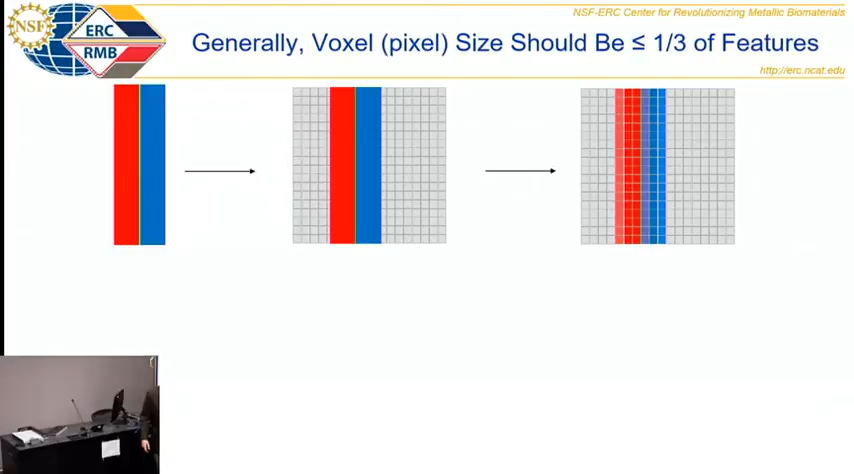 NSF-ERC Center for Revolutionizing Metallic Biomaterials
NSF
ERC
RMB
Generally, Voxel (pixel) Size Should Be ≤ 1/3 of Features
http://erc.ncat.edu